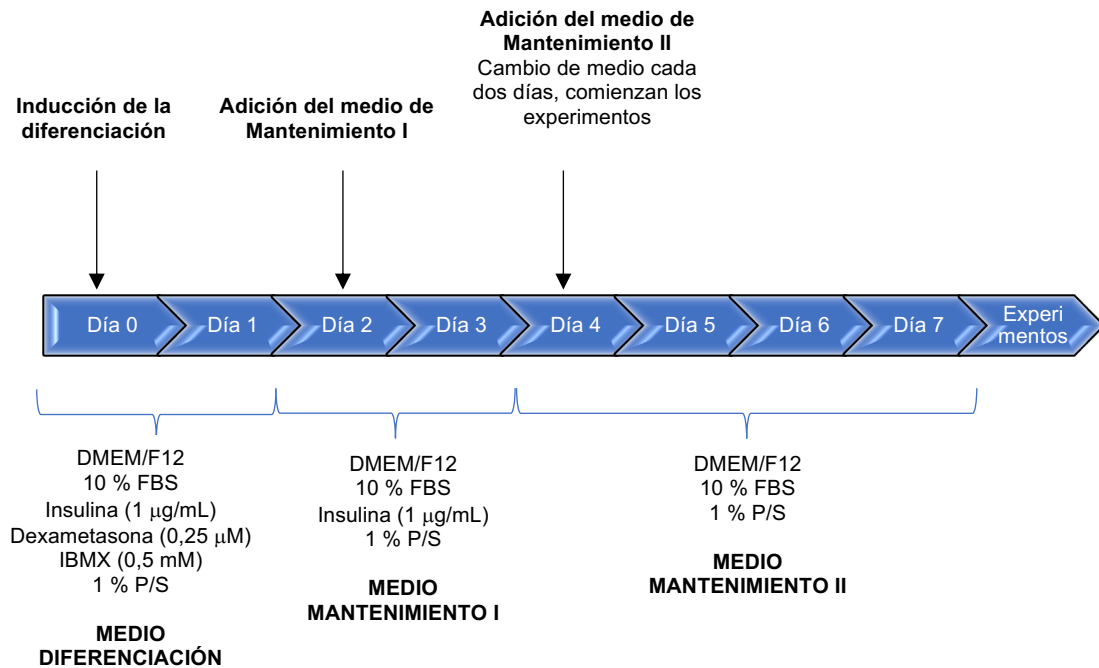 Inducción de la
diferenciación
Adición del medio de
Mantenimiento I
Adición del medio de
Mantenimiento II
Cambio de medio cada
dos días, comienzan los
experimentos
Día 0
Día 1
Día 2
Día 3
Día 4
Día 5
Día 6
Día 7
Experi
mentos
DMEM/F12
10 % FBS
Insulina (1 μg/mL)
Dexametasona (0,25 μM)
IBMX (0,5 mM)
1 % P/S
MEDIO
DIFERENCIACIÓN
DMEM/F12
10 % FBS
Insulina (1 μg/mL)
1 % P/S
MEDIO
MANTENIMIENTO I
DMEM/F12
10 % FBS
1 % P/S
MEDIO
MANTENIMIENTO II